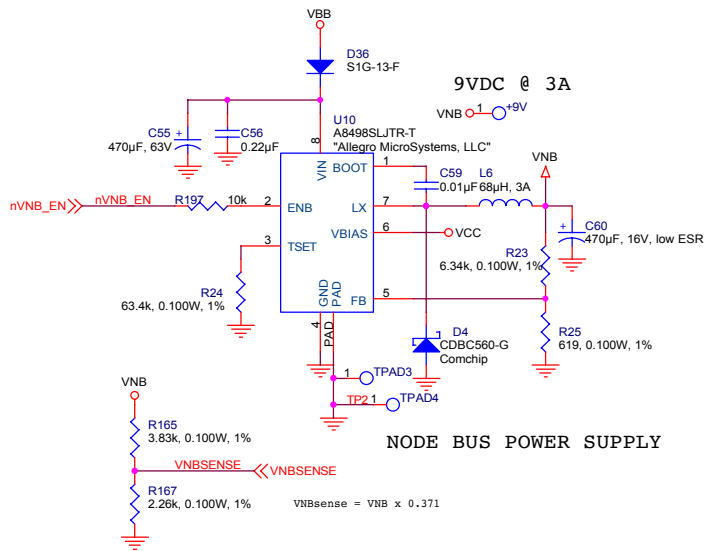 VBB
D36
S1G-13-F
9VDC @ 3A
VNB 1 +9V
U10
A8498SLJTR-T
"Allegro MicroSystems, LLC"
C55
470µF, 63V
+
C56
0.22µF
8
VIN
BOOT 1
C59
0.01µF
L6
68µH, 3A
VNB
nVNB_EN
nVNB_EN
R197
10k
2 ENB
LX 7
VBIAS 6
VCC
+
C60
470µF, 16V, low ESR
3 TSET
R24
63.4k, 0.100W, 1%
R23
6.34k, 0.100W, 1%
GND
PAD
FB 5
4
PAD
D4
CDBC560-G
Comchip
R25
619, 0.100W, 1%
1 TPAD3
TP2 1 TPAD4
VNB
R165
3.83k, 0.100W, 1%
NODE BUS POWER SUPPLY
VNBSENSE
VNBSENSE
R167
2.26k, 0.100W, 1%
VNBsense = VNB x 0.371